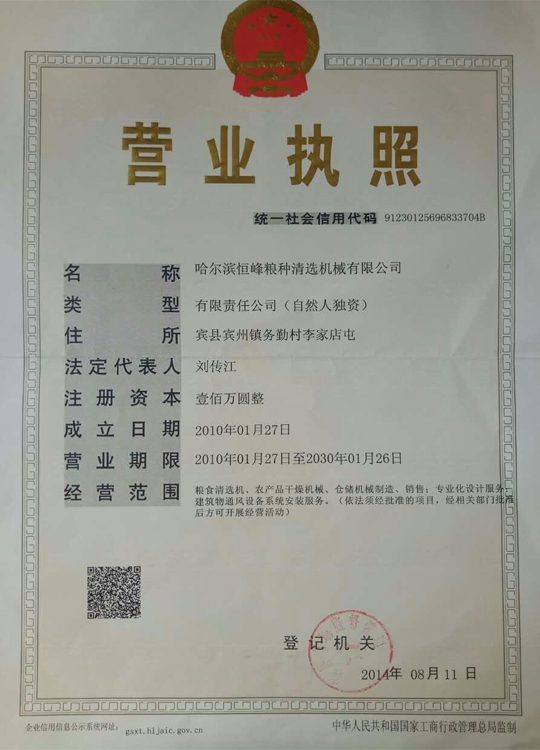 营业执照
统一社会信用代码 91230125696833704B
名称 哈尔滨恒峰粮种清选机械有限公司
类型 有限责任公司（自然人独资）
住所 宾县宾州镇务勤村李家店屯
法定代表人 刘传江
注册资本 壹佰万圆整
成立日期 2010年01月27日
营业期限 2010年01月27日至2030年01月26日
经营范围 粮食清选机、农产品干燥机械、仓储机械制造、销售；专业化设计服务；
建筑物通风设备系统安装服务。（依法须经批准的项目，经相关部门批准
后方可开展经营活动）
登记机关
2014年 08月 11日
企业信用信息公示系统网址： gsxt.hljaic.gov.cn
中华人民共和国国家工商行政管理总局监制